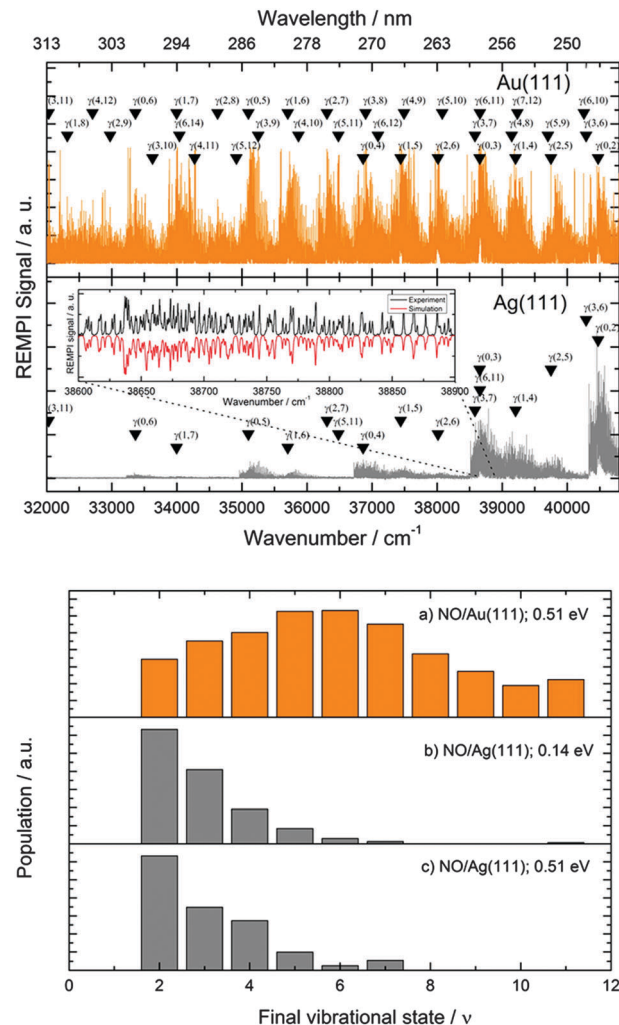 Wavelength / nm
313 303 294 286 278 270 263 256 250
Au(111)
γ(3,11) γ(4,12) γ(0,6) γ(1,7) γ(2,8) γ(0,5) γ(1,6) γ(2,7) γ(3,8) γ(4,9) γ(5,10) γ(6,11) γ(7,12) γ(6,10)
γ(1,8) γ(2,9) γ(6,14) γ(3,9) γ(4,10) γ(5,11) γ(6,12) γ(3,7) γ(4,8) γ(5,9) γ(3,6)
γ(3,10) γ(4,11) γ(5,12) γ(0,4) γ(1,5) γ(2,6) γ(0,3) γ(1,4) γ(2,5) γ(0,2)
REMPI Signal / a. u.
Ag(111)
REMPI signal / a. u.
Experiment
Simulation
38600 38650 38700 38750 38800 38850 38900
Wavenumber / cm⁻¹
γ(3,6)
γ(0,2)
γ(0,3) γ(2,5)
γ(6,11)
γ(3,11) γ(2,7) γ(1,5) γ(3,7) γ(1,4)
γ(0,6) γ(0,5) γ(5,11) γ(2,6)
γ(1,7) γ(1,6) γ(0,4)
32000 33000 34000 35000 36000 37000 38000 39000 40000
Wavenumber / cm⁻¹
a) NO/Au(111); 0.51 eV
b) NO/Ag(111); 0.14 eV
c) NO/Ag(111); 0.51 eV
Population / a.u.
0 2 4 6 8 10 12
Final vibrational state / ν